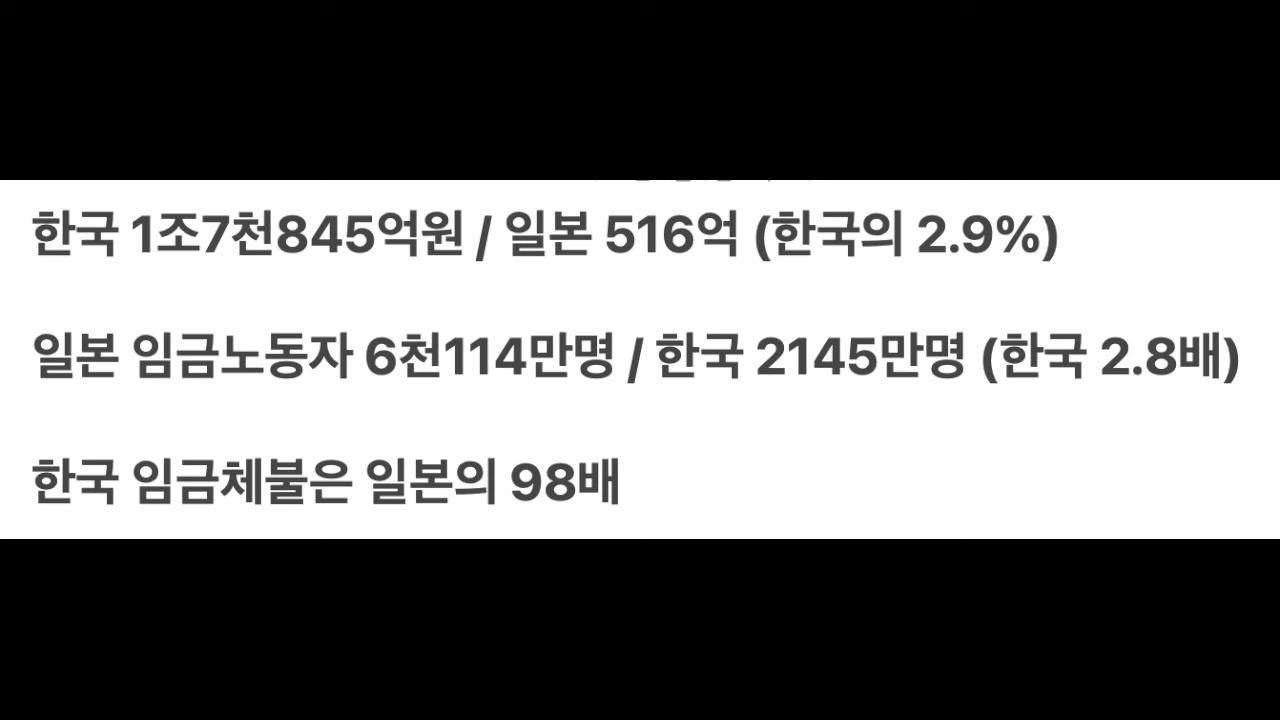 한국 1조7천845억원 / 일본 516억 (한국의 2.9%)
일본 임금노동자 6천114만명 / 한국 2145만명 (한국 2.8배)
한국 임금체불은 일본의 98배